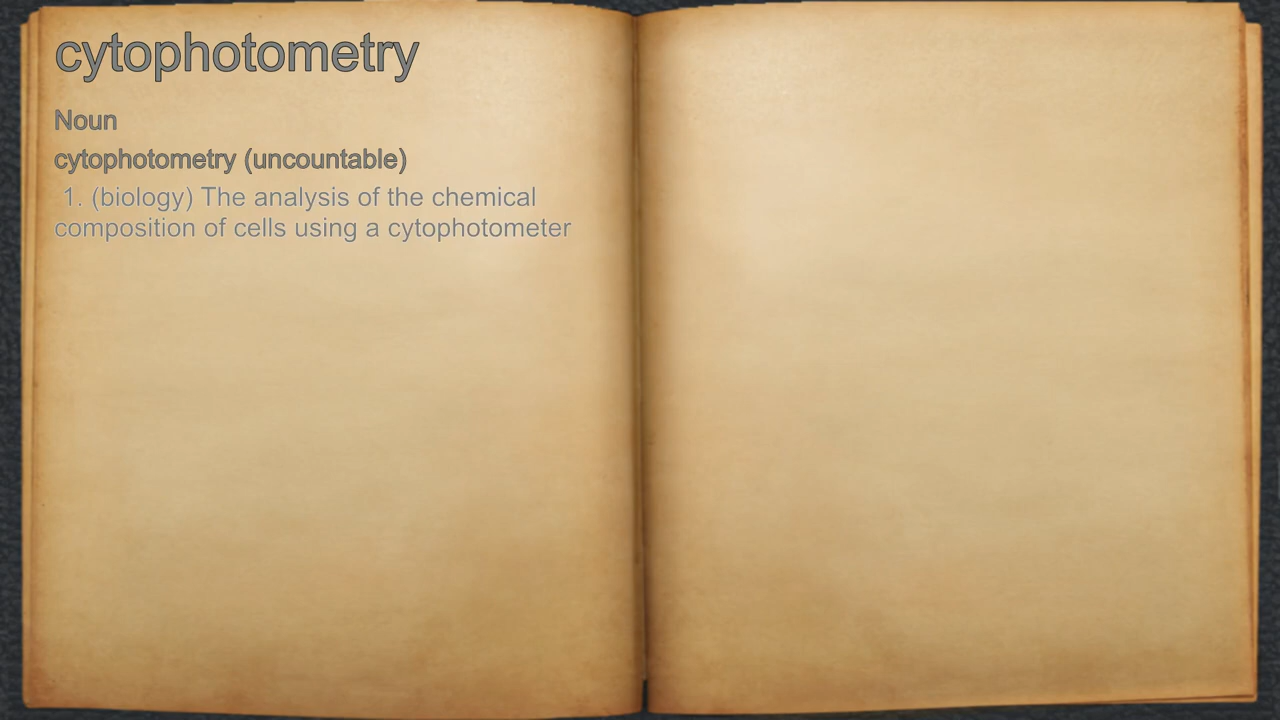 cytophotometry
Noun
cytophotometry (uncountable)
1. (biology) The analysis of the chemical
composition of cells using a cytophotometer